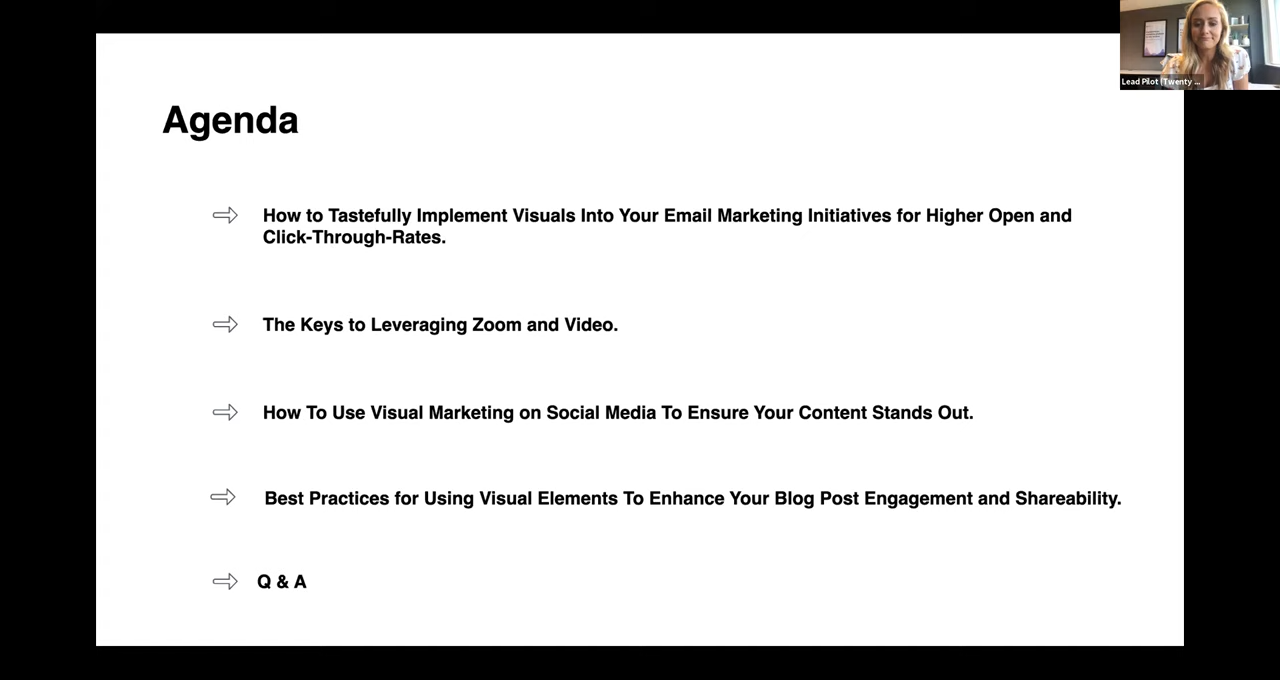 Lead Pilot (Twenty ...
Agenda
How to Tastefully Implement Visuals Into Your Email Marketing Initiatives for Higher Open and
Click-Through-Rates.
The Keys to Leveraging Zoom and Video.
How To Use Visual Marketing on Social Media To Ensure Your Content Stands Out.
Best Practices for Using Visual Elements To Enhance Your Blog Post Engagement and Shareability.
Q & A